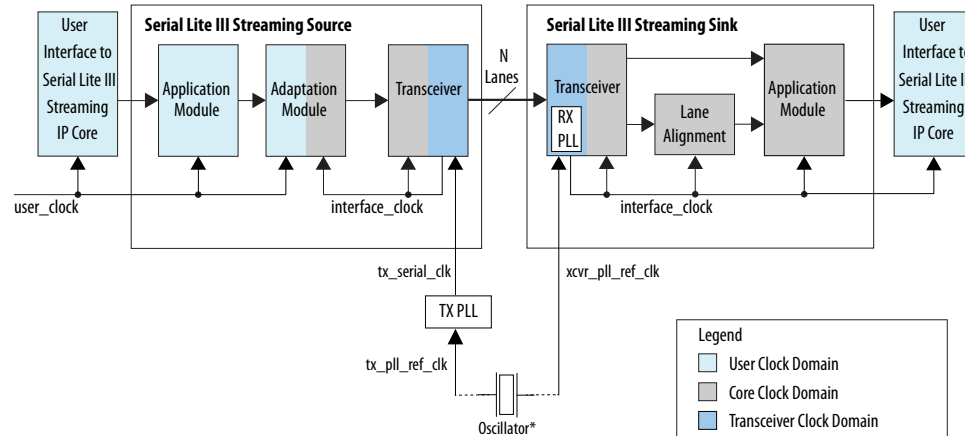 Serial Lite III Streaming Source
Serial Lite III Streaming Sink
User
Interface to
Serial Lite III
Streaming
IP Core
Application
Module
Adaptation
Module
Transceiver
N
Lanes
Transceiver
RX
PLL
Lane
Alignment
Application
Module
User
Interface to
Serial Lite III
Streaming
IP Core
user_clock
interface_clock
interface_clock
tx_serial_clk
xcvr_pll_ref_clk
TX PLL
tx_pll_ref_clk
Oscillator*
Legend
User Clock Domain
Core Clock Domain
Transceiver Clock Domain